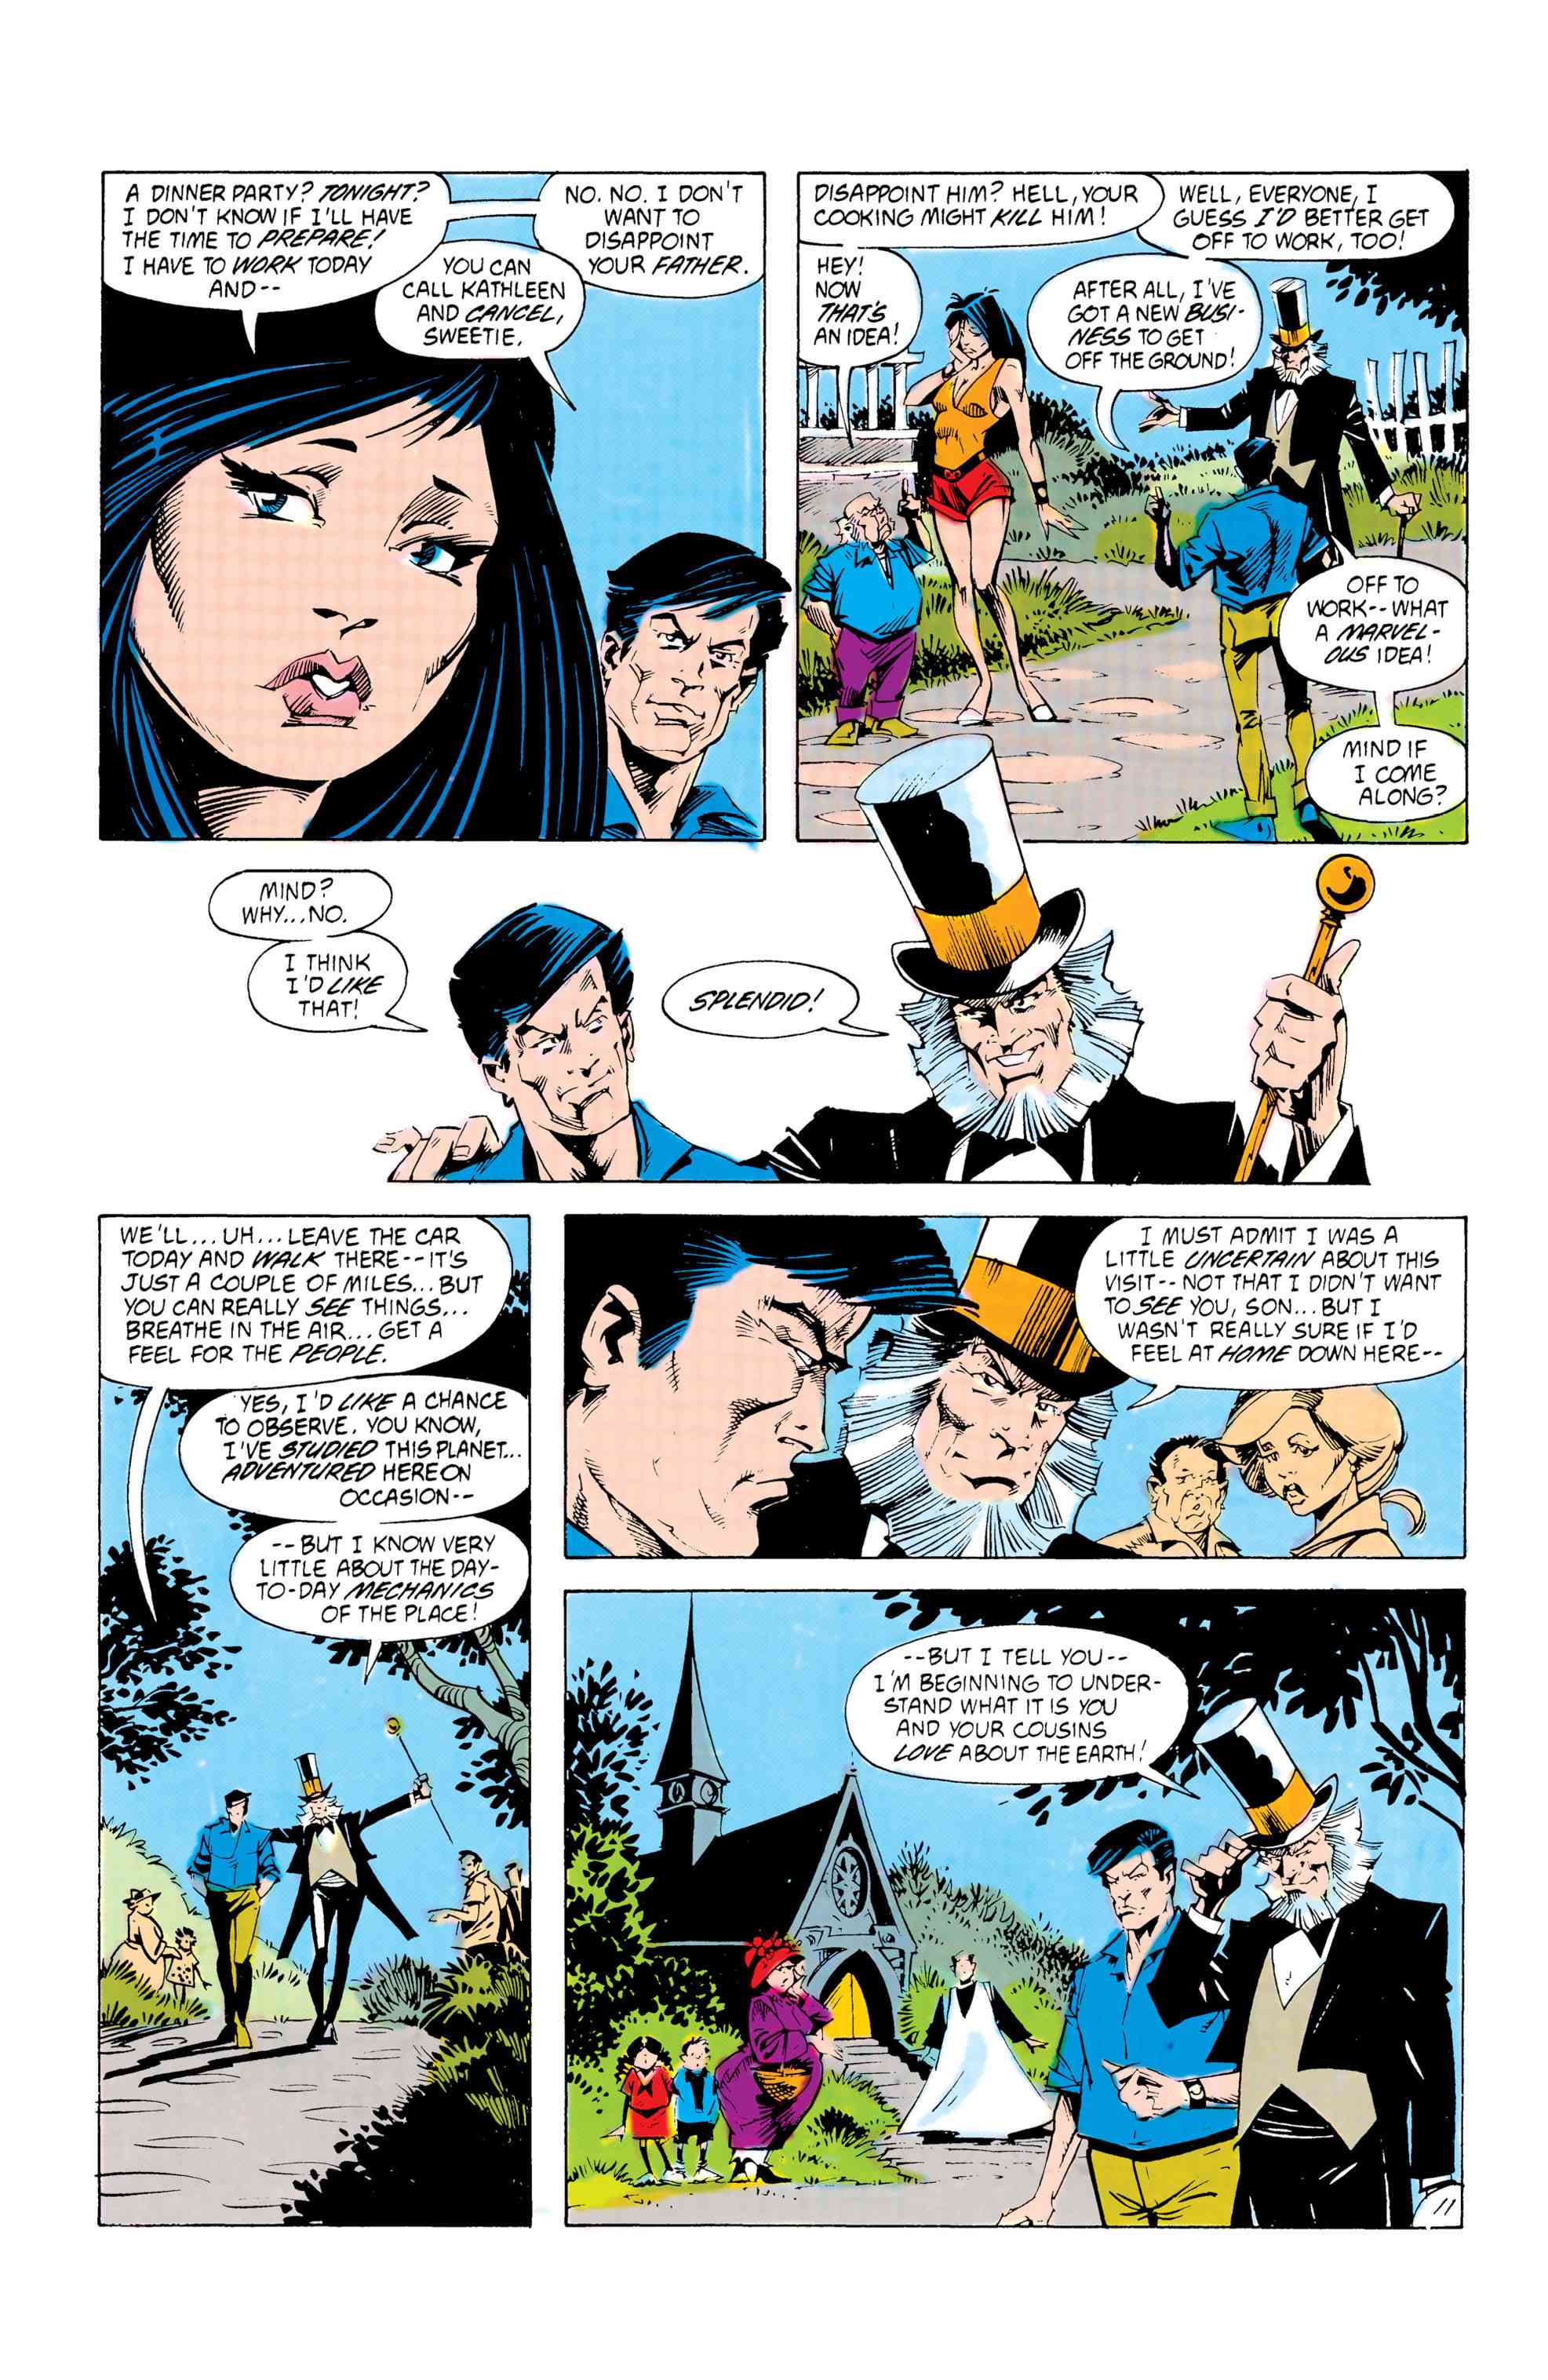 A DINNER PARTY? TONIGHT?
I DON'T KNOW IF I'LL HAVE
THE TIME TO PREPARE!
I HAVE TO WORK TODAY
AND--
YOU CAN
CALL KATHLEEN
AND CANCEL,
SWEETIE.
NO. NO. I DON'T
WANT TO
DISAPPOINT
YOUR FATHER.
DISAPPOINT HIM? HELL, YOUR
COOKING MIGHT KILL HIM!
HEY!
NOW
THAT'S
AN IDEA!
WELL, EVERYONE, I
GUESS I'D BETTER GET
OFF TO WORK, TOO!
AFTER ALL, I'VE
GOT A NEW BUSI-
NESS TO GET
OFF THE GROUND!
OFF TO
WORK-- WHAT
A MARVEL-
OUS IDEA!
MIND IF
I COME
ALONG?
MIND?
WHY...NO.
I THINK
I'D LIKE
THAT!
SPLENDID!
WE'LL... UH... LEAVE THE CAR
TODAY AND WALK THERE--IT'S
JUST A COUPLE OF MILES... BUT
YOU CAN REALLY SEE THINGS...
BREATHE IN THE AIR... GET A
FEEL FOR THE PEOPLE.
YES, I'D LIKE A CHANCE
TO OBSERVE. YOU KNOW,
I'VE STUDIED THIS PLANET...
ADVENTURED HERE ON
OCCASION--
--BUT I KNOW VERY
LITTLE ABOUT THE DAY-
TO-DAY MECHANICS
OF THE PLACE!
I MUST ADMIT I WAS A
LITTLE UNCERTAIN ABOUT THIS
VISIT-- NOT THAT I DIDN'T WANT
TO SEE YOU, SON... BUT I
WASN'T REALLY SURE IF I'D
FEEL AT HOME DOWN HERE--
--BUT I TELL YOU--
I'M BEGINNING TO UNDER-
STAND WHAT IT IS YOU
AND YOUR COUSINS
LOVE ABOUT THE EARTH!
11